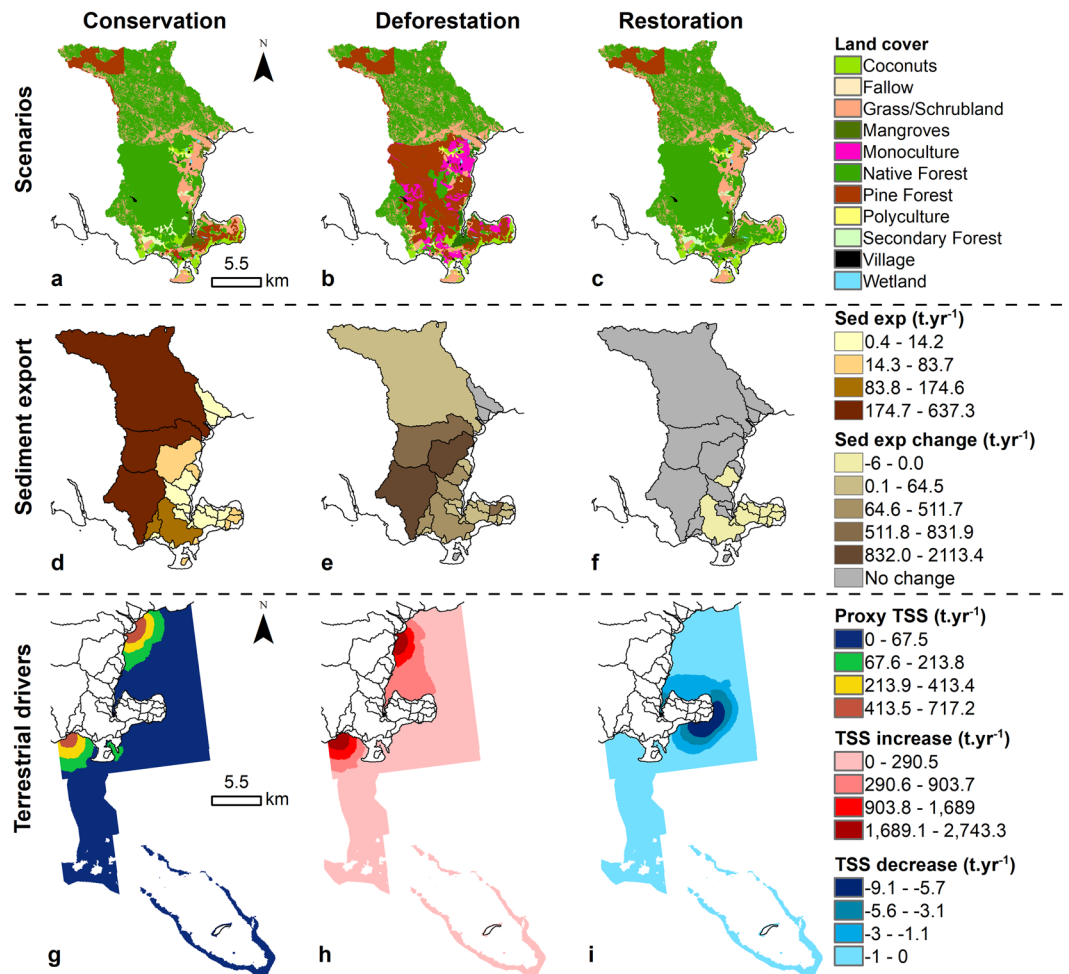 Conservation
Deforestation
Restoration
N
Scenarios
a
5.5
km
b
c
Land cover
Coconuts
Fallow
Grass/Schrubland
Mangroves
Monoculture
Native Forest
Pine Forest
Polyculture
Secondary Forest
Village
Wetland
Sediment export
d
e
f
Sed exp (t.yr⁻¹)
0.4 - 14.2
14.3 - 83.7
83.8 - 174.6
174.7 - 637.3
Sed exp change (t.yr⁻¹)
-6 - 0.0
0.1 - 64.5
64.6 - 511.7
511.8 - 831.9
832.0 - 2113.4
No change
Terrestrial drivers
N
5.5
km
g
h
i
Proxy TSS (t.yr⁻¹)
0 - 67.5
67.6 - 213.8
213.9 - 413.4
413.5 - 717.2
TSS increase (t.yr⁻¹)
0 - 290.5
290.6 - 903.7
903.8 - 1,689
1,689.1 - 2,743.3
TSS decrease (t.yr⁻¹)
-9.1 - -5.7
-5.6 - -3.1
-3 - -1.1
-1 - 0